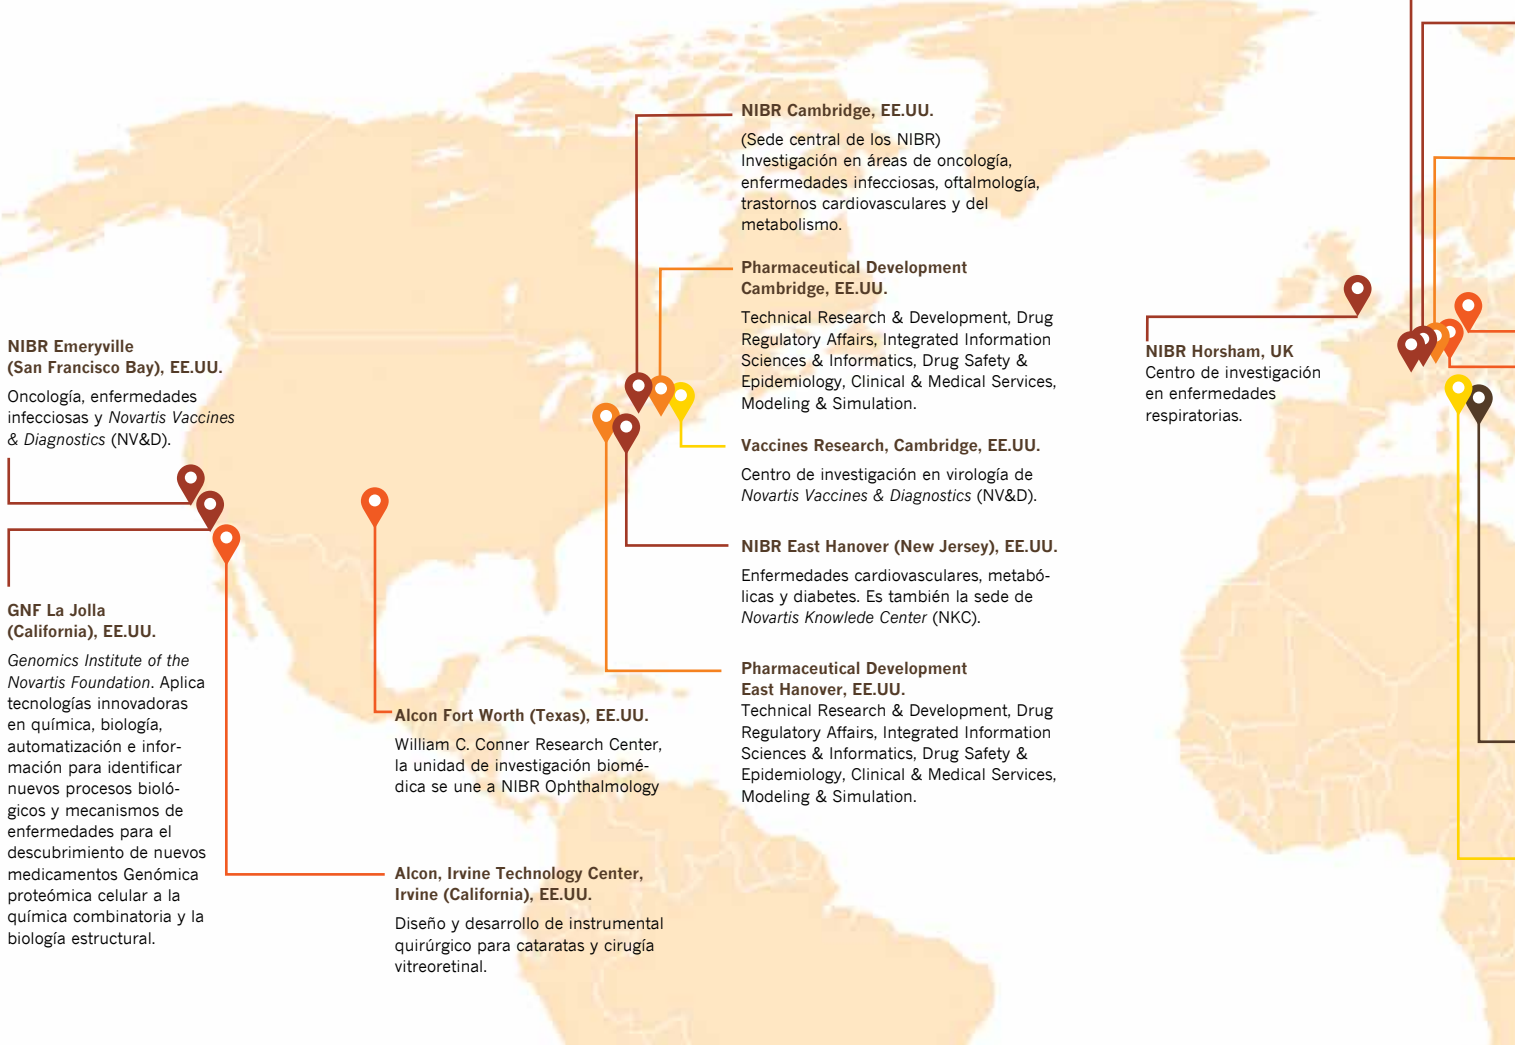 NIBR Emeryville
(San Francisco Bay), EE.UU.
Oncología, enfermedades
infecciosas y Novartis Vaccines
& Diagnostics (NV&D).
GNF La Jolla
(California), EE.UU.
Genomics Institute of the
Novartis Foundation. Aplica
tecnologías innovadoras
en química, biología,
automatización e infor-
mación para identificar
nuevos procesos bioló-
gicos y mecanismos de
enfermedades para el
descubrimiento de nuevos
medicamentos Genómica
proteómica celular a la
química combinatoria y la
biología estructural.
Alcon Fort Worth (Texas), EE.UU.
William C. Conner Research Center,
la unidad de investigación biomé-
dica se une a NIBR Ophthalmology
Alcon, Irvine Technology Center,
Irvine (California), EE.UU.
Diseño y desarrollo de instrumental
quirúrgico para cataratas y cirugía
vitreoretinal.
NIBR Cambridge, EE.UU.
(Sede central de los NIBR)
Investigación en áreas de oncología,
enfermedades infecciosas, oftalmología,
trastornos cardiovasculares y del
metabolismo.
Pharmaceutical Development
Cambridge, EE.UU.
Technical Research & Development, Drug
Regulatory Affairs, Integrated Information
Sciences & Informatics, Drug Safety &
Epidemiology, Clinical & Medical Services,
Modeling & Simulation.
Vaccines Research, Cambridge, EE.UU.
Centro de investigación en virología de
Novartis Vaccines & Diagnostics (NV&D).
NIBR East Hanover (New Jersey), EE.UU.
Enfermedades cardiovasculares, metabó-
licas y diabetes. Es también la sede de
Novartis Knowlede Center (NKC).
Pharmaceutical Development
East Hanover, EE.UU.
Technical Research & Development, Drug
Regulatory Affairs, Integrated Information
Sciences & Informatics, Drug Safety &
Epidemiology, Clinical & Medical Services,
Modeling & Simulation.
NIBR Horsham, UK
Centro de investigación
en enfermedades
respiratorias.